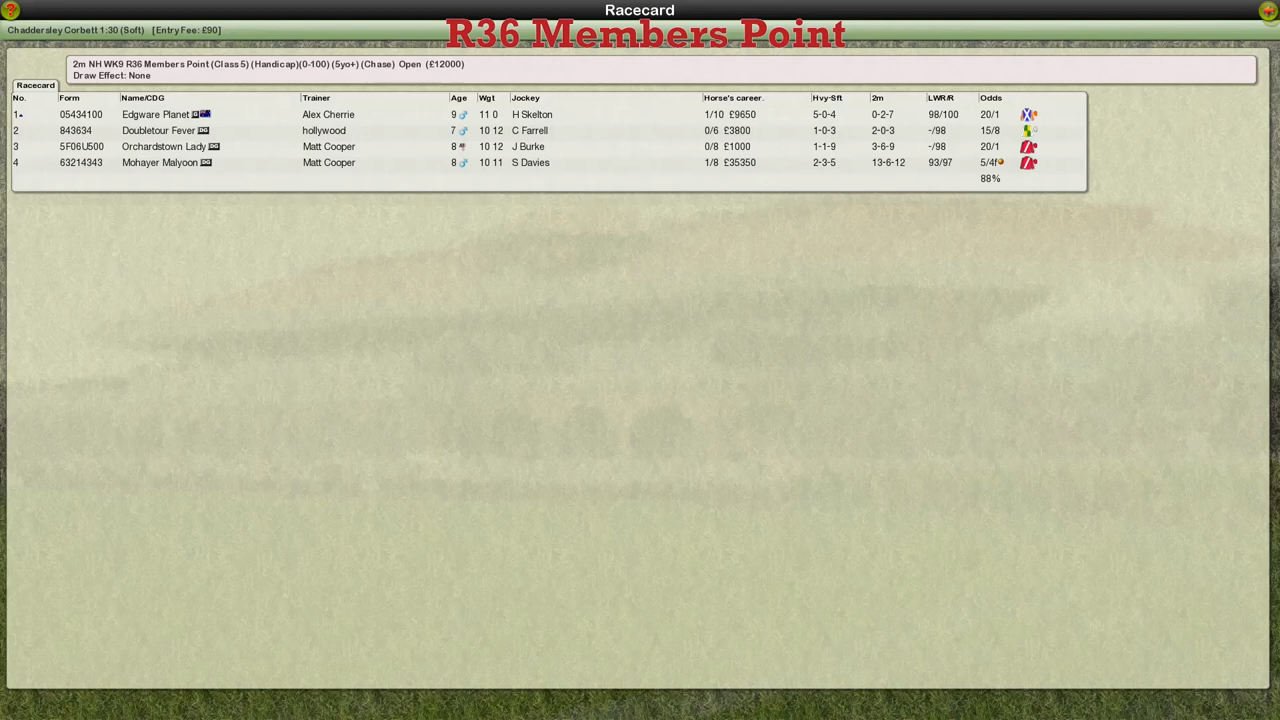 Racecard
R36 Members Point
Chaddersley Corbett 1:30 (Soft) [Entry Fee: £90]
2m NH WK9 R36 Members Point (Class 5) (Handicap)(0-100) (5yo+) (Chase) Open (£12000)
Draw Effect: None
Racecard
No. Form Name/CDG Trainer Age Wgt Jockey Horse's career. Hvy-Sft 2m LWR/R Odds
1 05434100 Edgware Planet Alex Cherrie 9 11 0 H Skelton 1/10 £9650 5-0-4 0-2-7 98/100 20/1
2 843634 Doubletour Fever hollywood 7 10 12 C Farrell 0/6 £3800 1-0-3 2-0-3 -/98 15/8
3 5F06U500 Orchardstown Lady Matt Cooper 8 10 12 J Burke 0/8 £1000 1-1-9 3-6-9 -/98 20/1
4 63214343 Mohayer Malyoon Matt Cooper 8 10 11 S Davies 1/8 £35350 2-3-5 13-6-12 93/97 5/4f
88%